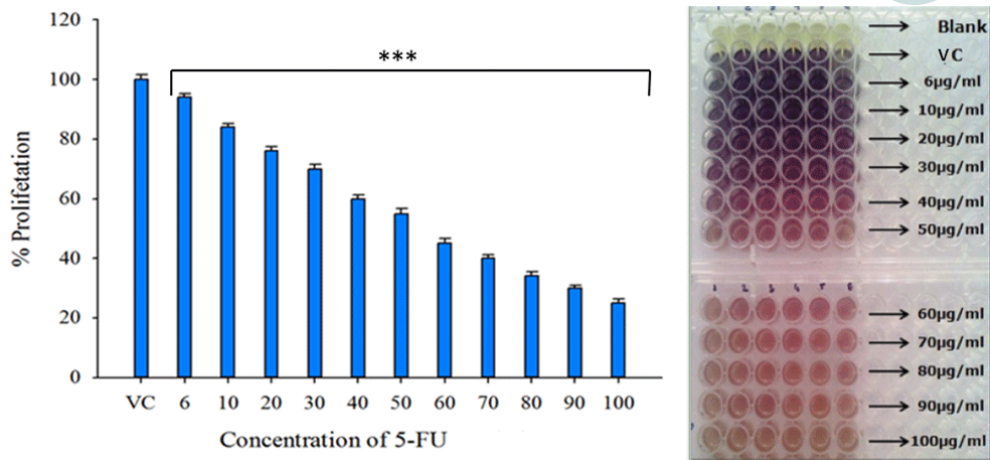 120
100
80
60
40
20
0
% Prolifetation
***
VC 6 10 20 30 40 50 60 70 80 90 100
Concentration of 5-FU
Blank
VC
6µg/ml
10µg/ml
20µg/ml
30µg/ml
40µg/ml
50µg/ml
60µg/ml
70µg/ml
80µg/ml
90µg/ml
100µg/ml